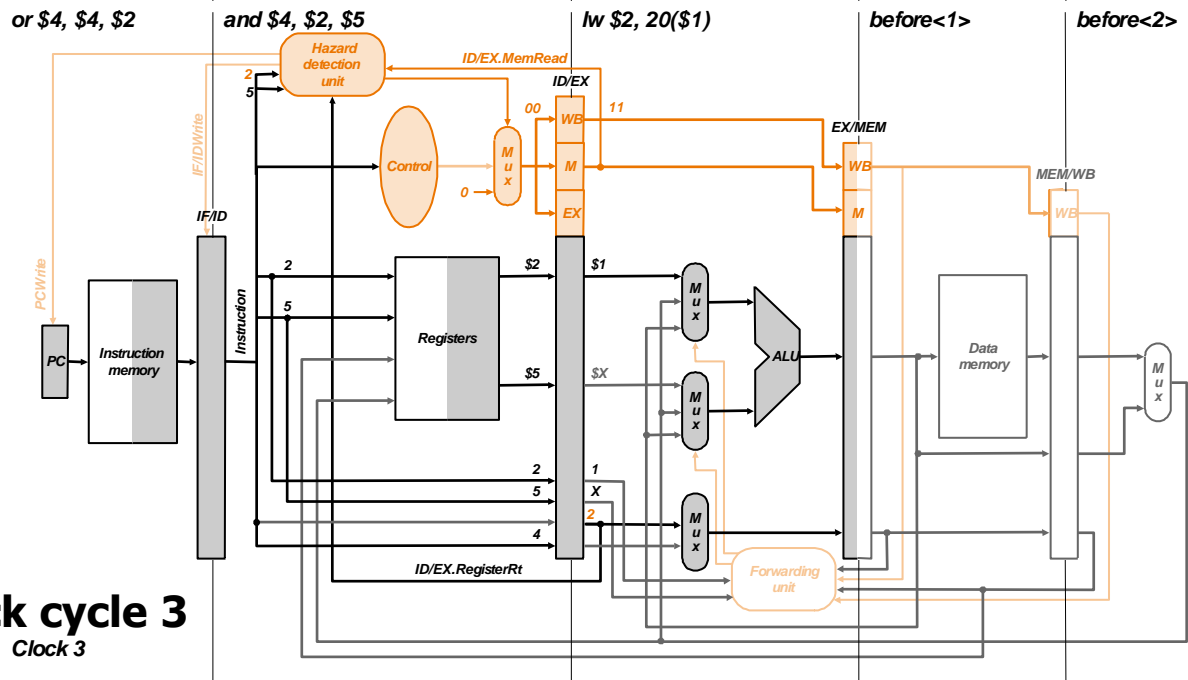 or $4, $4, $2
and $4, $2, $5
lw $2, 20($1)
before<1>
before<2>
Hazard
detection
unit
ID/EX.MemRead
ID/EX
2
5
00
11
WB
EX/MEM
IF/IDWrite
Control
M
u
x
M
WB
MEM/WB
0
IF/ID
EX
M
WB
PCWrite
Instruction
2
$2
$1
M
u
x
5
PC
Instruction
memory
Registers
ALU
Data
memory
M
u
x
$5
$X
M
u
x
2
1
5
X
2
4
M
u
x
ID/EX.RegisterRt
Forwarding
unit
k cycle 3
Clock 3